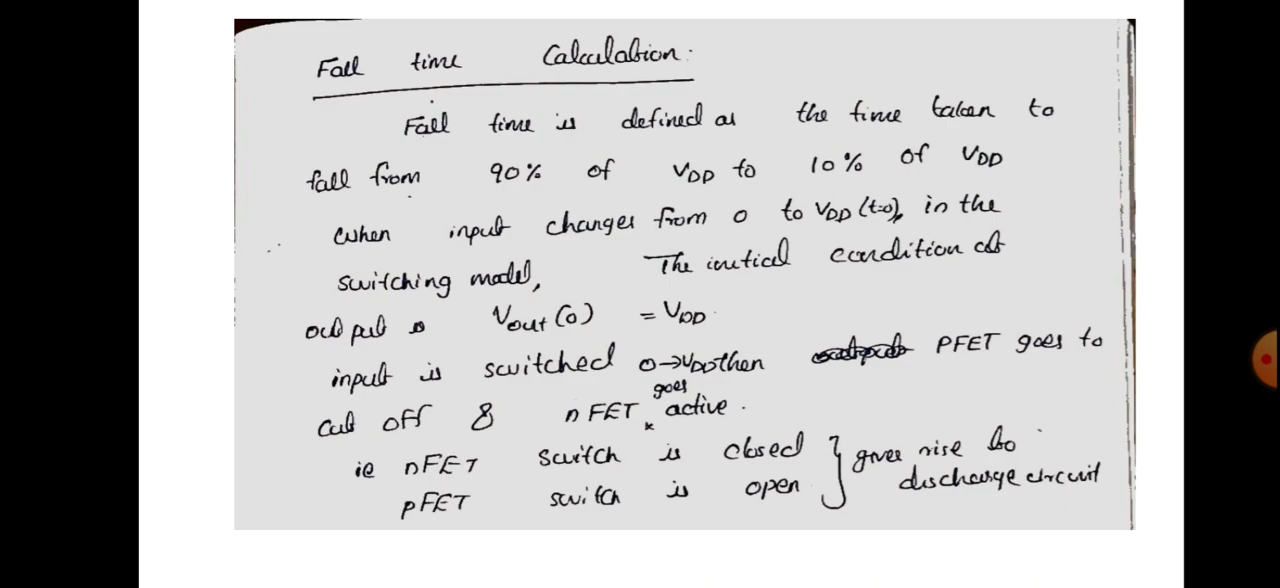 Fall time Calculation:
Fall time is defined as the time taken to
fall from 90% of VDD to 10% of VDD
when input changes from 0 to VDD (t=0), in the
switching model, The initical condition at
output is Vout(0) = VDD.
input is switched 0→VDD then PFET goes to
cut off & nFET goes active.
ie nFET switch is closed } gives rise to
pFET switch is open discharge circuit